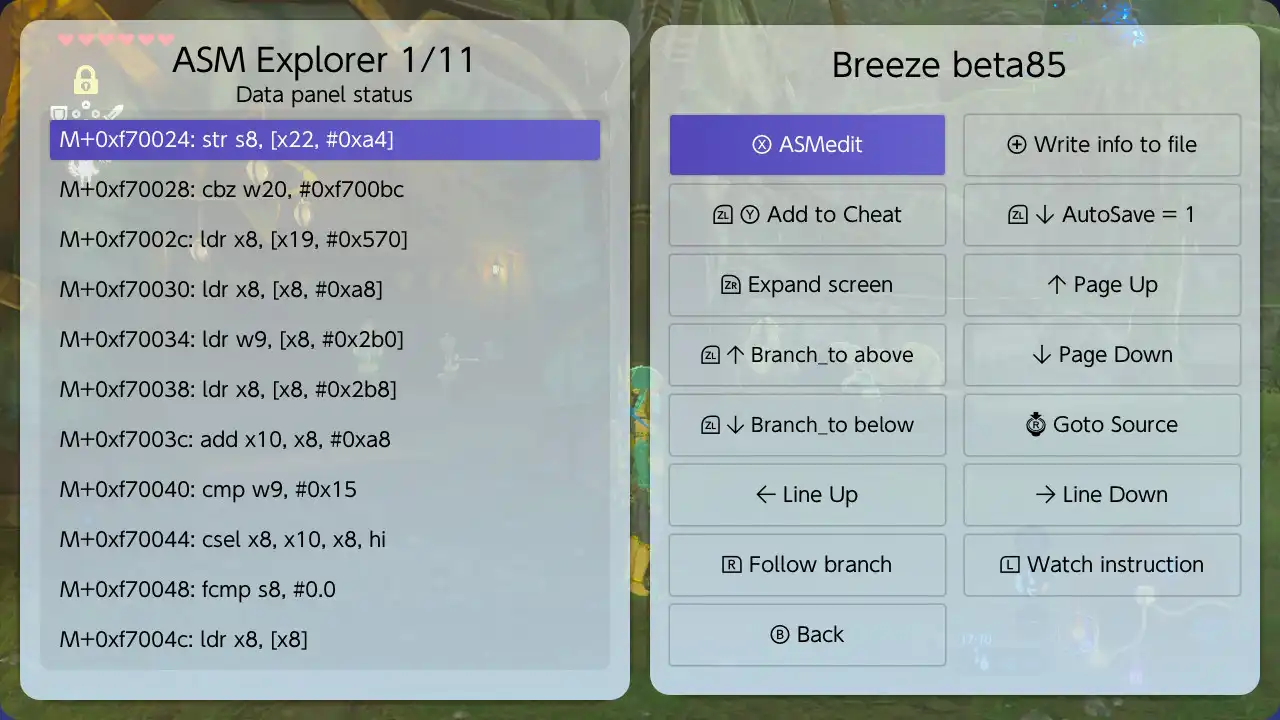 ASM Explorer 1/11
Data panel status
M+0xf70024: str s8, [x22, #0xa4]
M+0xf70028: cbz w20, #0xf700bc
M+0xf7002c: ldr x8, [x19, #0x570]
M+0xf70030: ldr x8, [x8, #0xa8]
M+0xf70034: ldr w9, [x8, #0x2b0]
M+0xf70038: ldr x8, [x8, #0x2b8]
M+0xf7003c: add x10, x8, #0xa8
M+0xf70040: cmp w9, #0x15
M+0xf70044: csel x8, x10, x8, hi
M+0xf70048: fcmp s8, #0.0
M+0xf7004c: ldr x8, [x8]
Breeze beta85
X ASMedit
+ Write info to file
ZL Y Add to Cheat
ZL ↓ AutoSave = 1
ZR Expand screen
↑ Page Up
ZL ↑ Branch_to above
↓ Page Down
ZL ↓ Branch_to below
R Goto Source
← Line Up
→ Line Down
R Follow branch
L Watch instruction
B Back